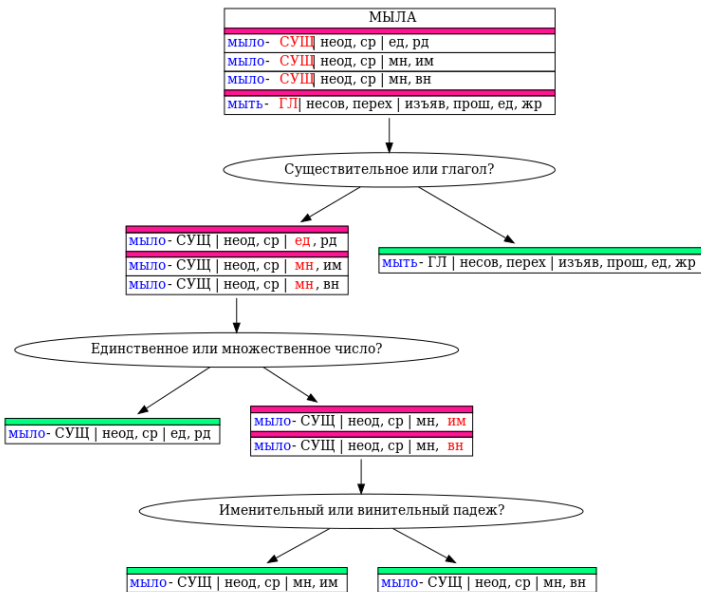 МЫЛА
мыло- СУЩ| неод, ср | ед, рд
мыло- СУЩ| неод, ср | мн, им
мыло- СУЩ| неод, ср | мн, вн
мыть- ГЛ| несов, перех | изъяв, прош, ед, жр
Существительное или глагол?
мыло- СУЩ | неод, ср | ед, рд
мыло- СУЩ | неод, ср | мн, им
мыло- СУЩ | неод, ср | мн, вн
мыть- ГЛ | несов, перех | изъяв, прош, ед, жр
Единственное или множественное число?
мыло- СУЩ | неод, ср | ед, рд
мыло- СУЩ | неод, ср | мн, им
мыло- СУЩ | неод, ср | мн, вн
Именительный или винительный падеж?
мыло- СУЩ | неод, ср | мн, им
мыло- СУЩ | неод, ср | мн, вн